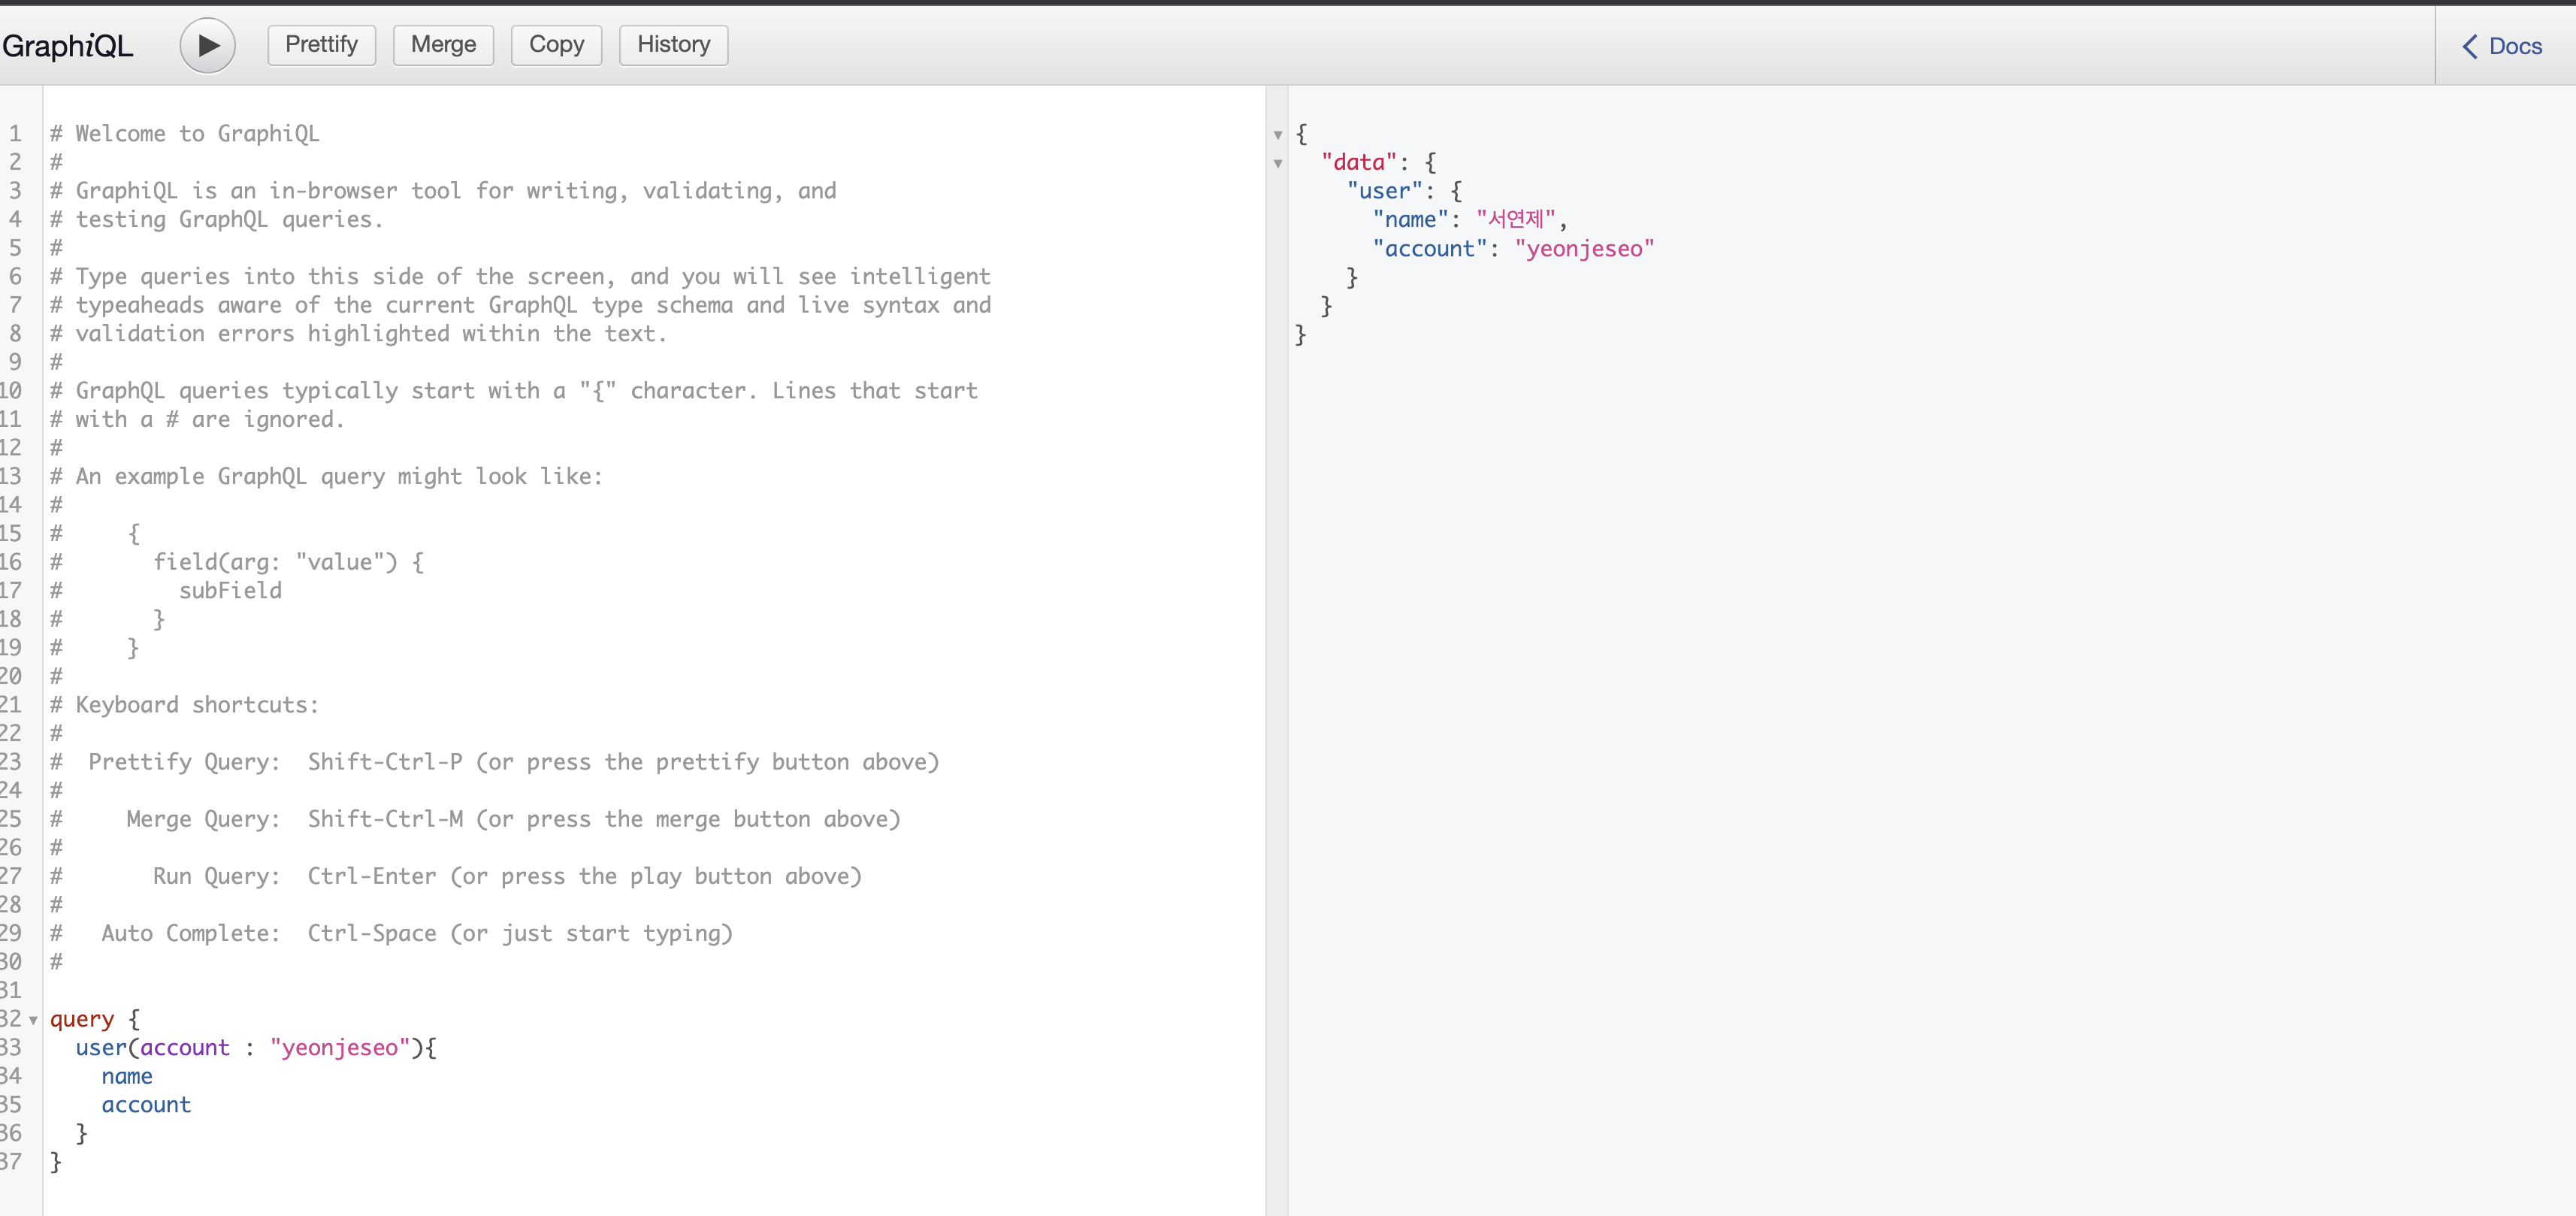 GraphiQL Prettify Merge Copy History Docs
1 # Welcome to GraphiQL
2 #
3 # GraphiQL is an in-browser tool for writing, validating, and
4 # testing GraphQL queries.
5 #
6 # Type queries into this side of the screen, and you will see intelligent
7 # typeaheads aware of the current GraphQL type schema and live syntax and
8 # validation errors highlighted within the text.
9 #
10 # GraphQL queries typically start with a "{" character. Lines that start
11 # with a # are ignored.
12 #
13 # An example GraphQL query might look like:
14 #
15 #     {
16 #       field(arg: "value") {
17 #         subField
18 #       }
19 #     }
20 #
21 # Keyboard shortcuts:
22 #
23 #  Prettify Query:  Shift-Ctrl-P (or press the prettify button above)
24 #
25 #     Merge Query:  Shift-Ctrl-M (or press the merge button above)
26 #
27 #       Run Query:  Ctrl-Enter (or press the play button above)
28 #
29 #   Auto Complete:  Ctrl-Space (or just start typing)
30 #
31
32 query {
33   user(account : "yeonjeseo"){
34     name
35     account
36   }
37 }
{
  "data": {
    "user": {
      "name": "서연제",
      "account": "yeonjeseo"
    }
  }
}